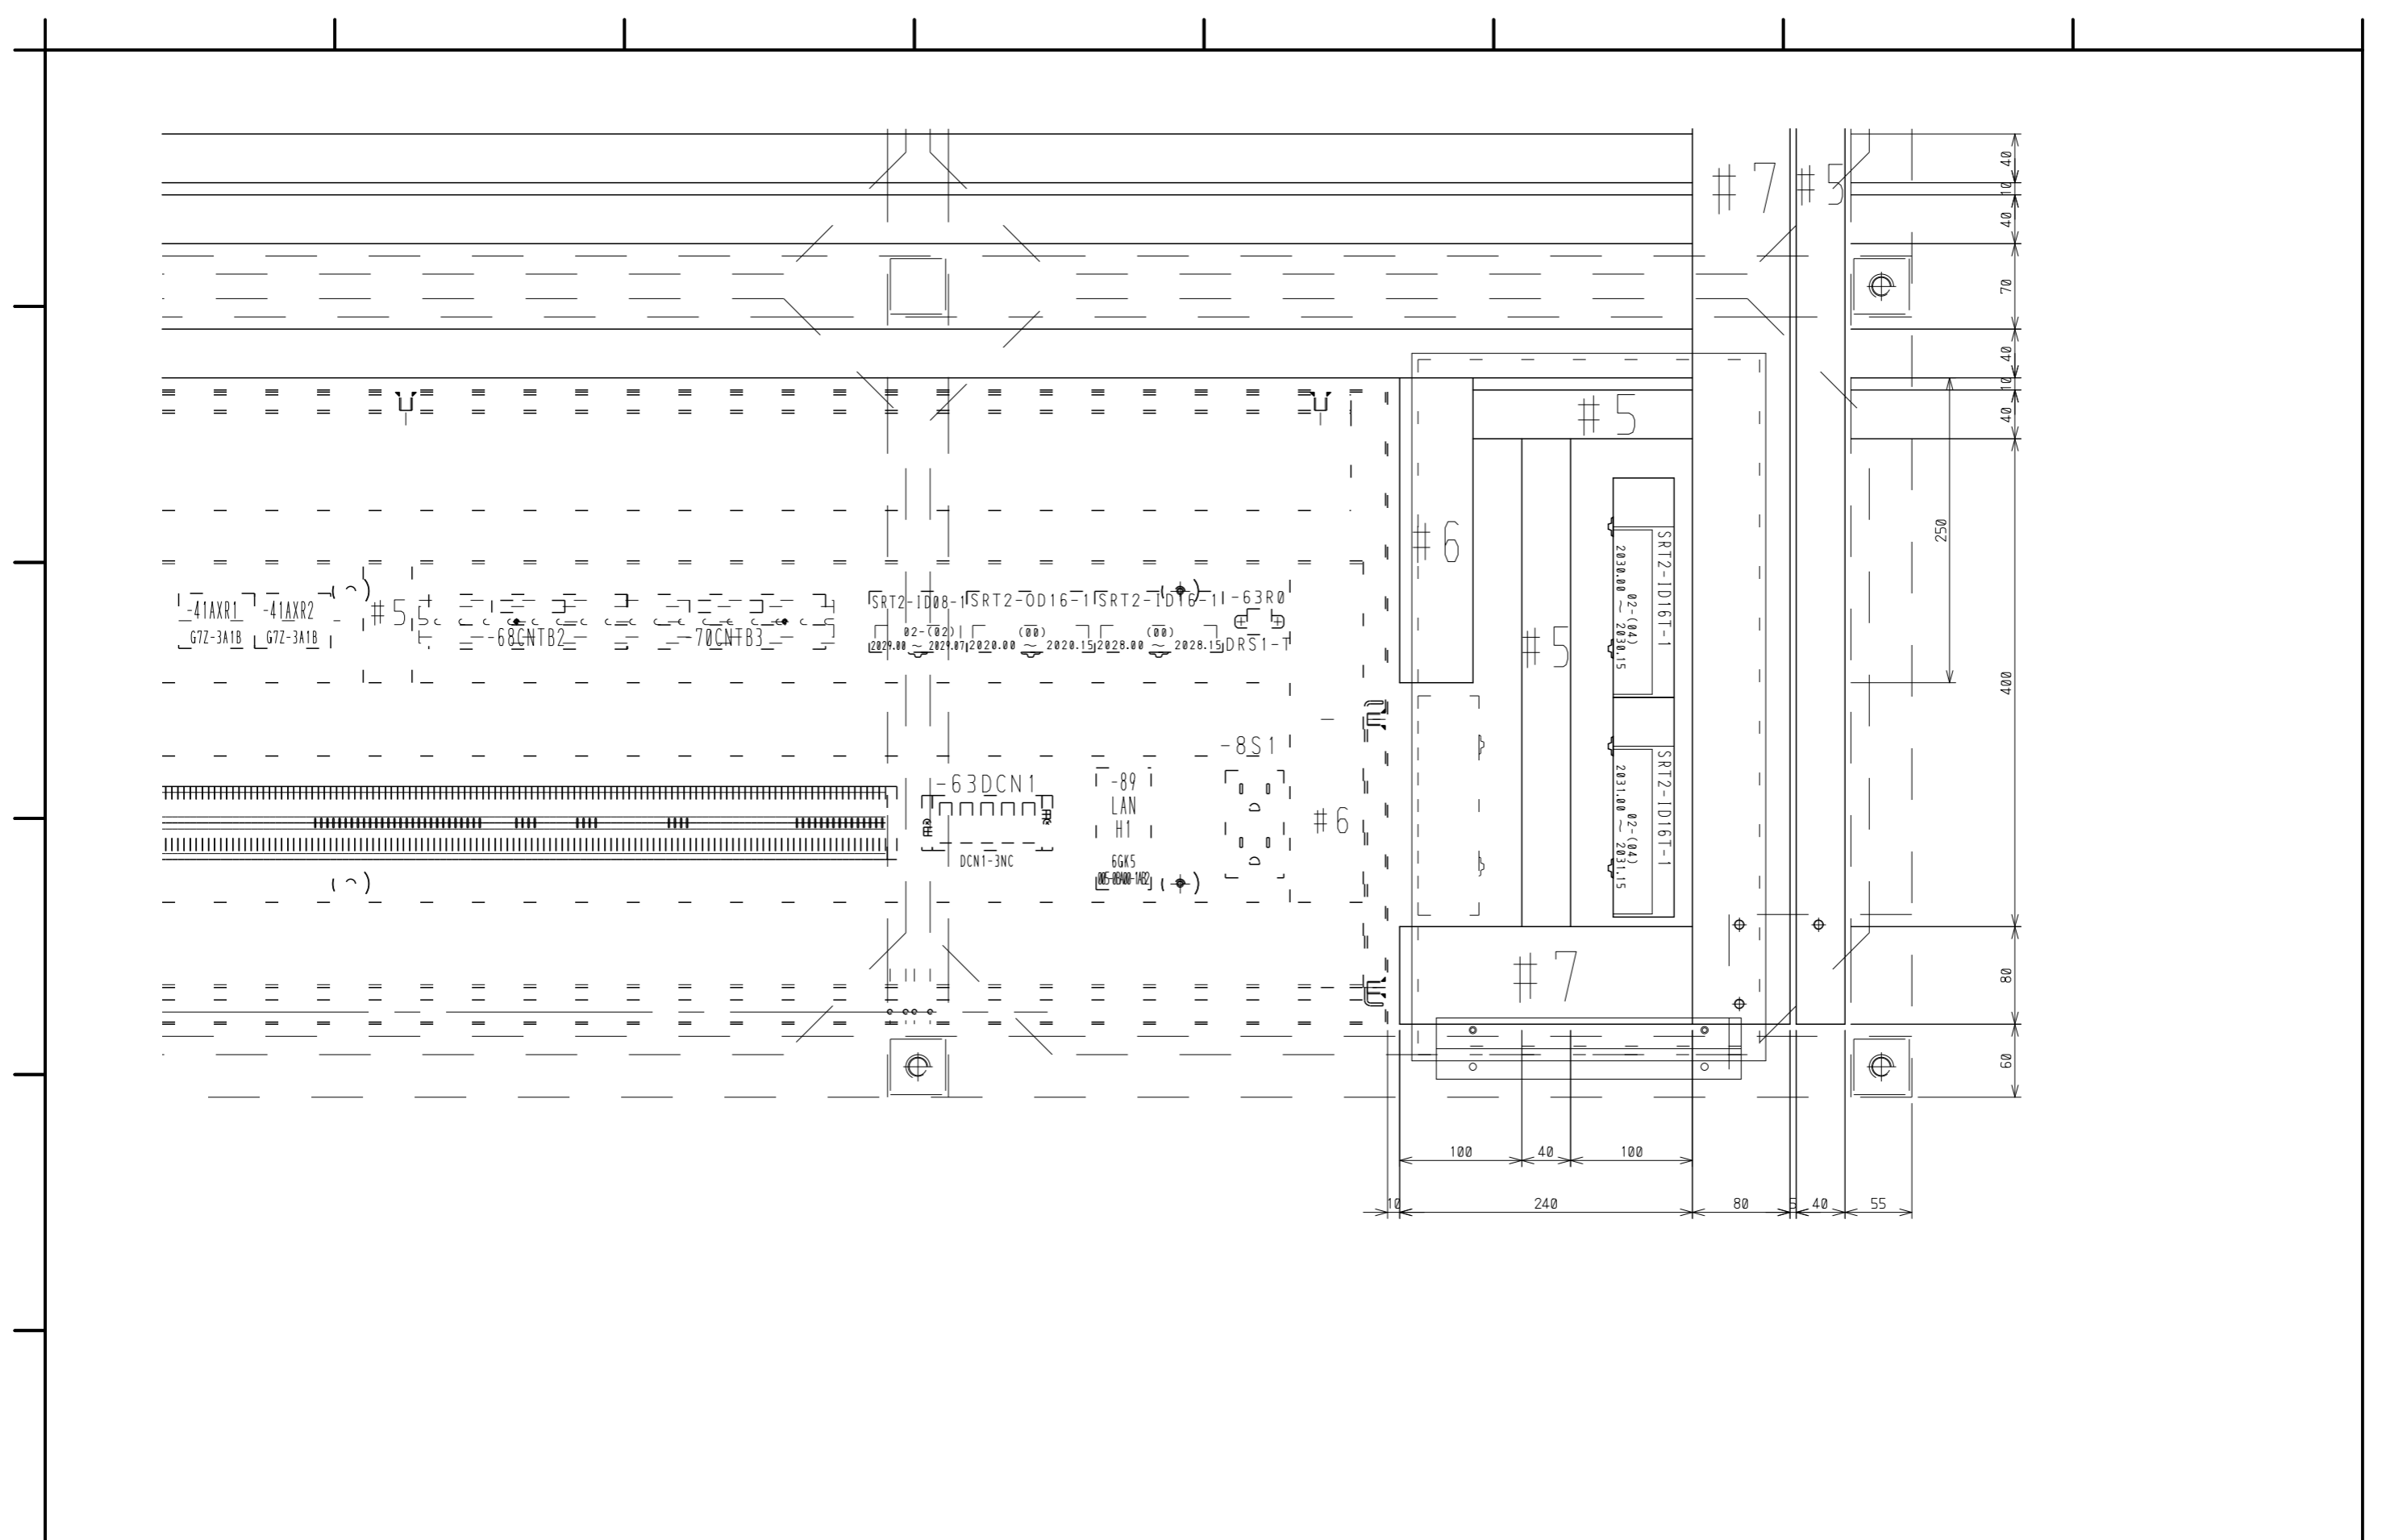 #7
#5
40
10
40
70
40
10
40
#5
250
#6
-41AXR1
-41AXR2
G7Z-3A1B
G7Z-3A1B
#5
-68CNTB2
-70CNTB3
SRT2-ID08-1
02-(02)
2029.00 ~ 2029.07
SRT2-OD16-1
(00)
2020.00 ~ 2020.15
SRT2-ID16-1
(00)
2028.00 ~ 2028.15
-63R0
DRS1-T
#5
SRT2-ID16T-1
02-(04)
2030.00 ~ 2030.15
400
-8S1
-63DCN1
DCN1-3NC
-89
LAN
H1
6GK5
005-0BA00-1AB2
#6
SRT2-ID16T-1
02-(04)
2031.00 ~ 2031.15
#7
80
60
100
40
100
10
240
80
5
40
55